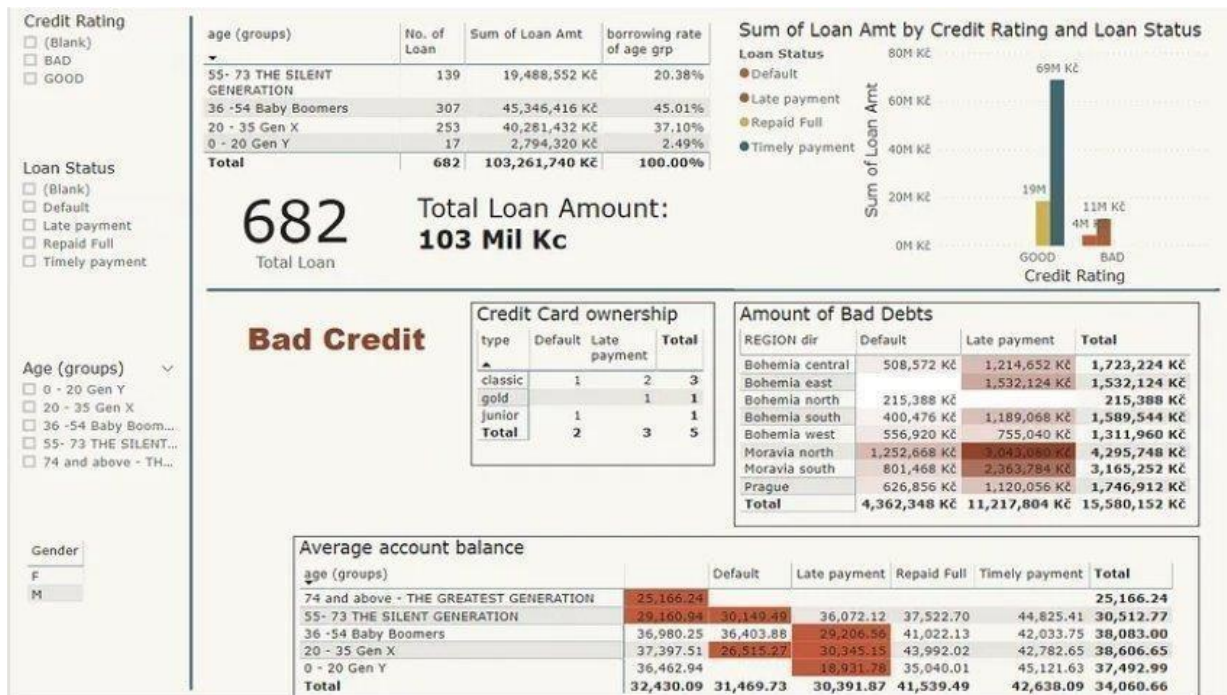 Credit Rating
(Blank)
BAD
GOOD
Loan Status
(Blank)
Default
Late payment
Repaid Full
Timely payment
Age (groups)
0 - 20 Gen Y
20 - 35 Gen X
36 -54 Baby Boom...
55- 73 THE SILENT...
74 and above - TH...
Gender
F
M
age (groups) No. of Loan Sum of Loan Amt borrowing rate of age grp
55- 73 THE SILENT GENERATION 139 19,488,552 Kč 20.38%
36 -54 Baby Boomers 307 45,346,416 Kč 45.01%
20 - 35 Gen X 253 40,281,432 Kč 37.10%
0 - 20 Gen Y 17 2,794,320 Kč 2.49%
Total 682 103,261,740 Kč 100.00%
682
Total Loan
Total Loan Amount:
103 Mil Kc
Sum of Loan Amt by Credit Rating and Loan Status
Loan Status
Default
Late payment
Repaid Full
Timely payment
Sum of Loan Amt
80M Kč
60M Kč
40M Kč
20M Kč
0M Kč
69M Kč
19M
11M Kč
4M
GOOD BAD
Credit Rating
Bad Credit
Credit Card ownership
type Default Late payment Total
classic 1 2 3
gold 1 1
junior 1 1
Total 2 3 5
Amount of Bad Debts
REGION dir Default Late payment Total
Bohemia central 508,572 Kč 1,214,652 Kč 1,723,224 Kč
Bohemia east 1,532,124 Kč 1,532,124 Kč
Bohemia north 215,388 Kč 215,388 Kč
Bohemia south 400,476 Kč 1,189,068 Kč 1,589,544 Kč
Bohemia west 556,920 Kč 755,040 Kč 1,311,960 Kč
Moravia north 1,252,668 Kč 3,043,080 Kč 4,295,748 Kč
Moravia south 801,468 Kč 2,363,784 Kč 3,165,252 Kč
Prague 626,856 Kč 1,120,056 Kč 1,746,912 Kč
Total 4,362,348 Kč 11,217,804 Kč 15,580,152 Kč
Average account balance
age (groups) Default Late payment Repaid Full Timely payment Total
74 and above - THE GREATEST GENERATION 25,166.24 25,166.24
55- 73 THE SILENT GENERATION 29,160.94 30,149.49 36,072.12 37,522.70 44,825.41 30,512.77
36 -54 Baby Boomers 36,980.25 36,403.88 29,206.56 41,022.13 42,033.75 38,083.00
20 - 35 Gen X 37,397.51 26,515.27 30,345.15 43,992.02 42,782.65 38,606.65
0 - 20 Gen Y 36,462.94 18,931.78 35,040.01 45,121.63 37,492.99
Total 32,430.09 31,469.73 30,391.87 41,539.49 42,638.09 34,060.66